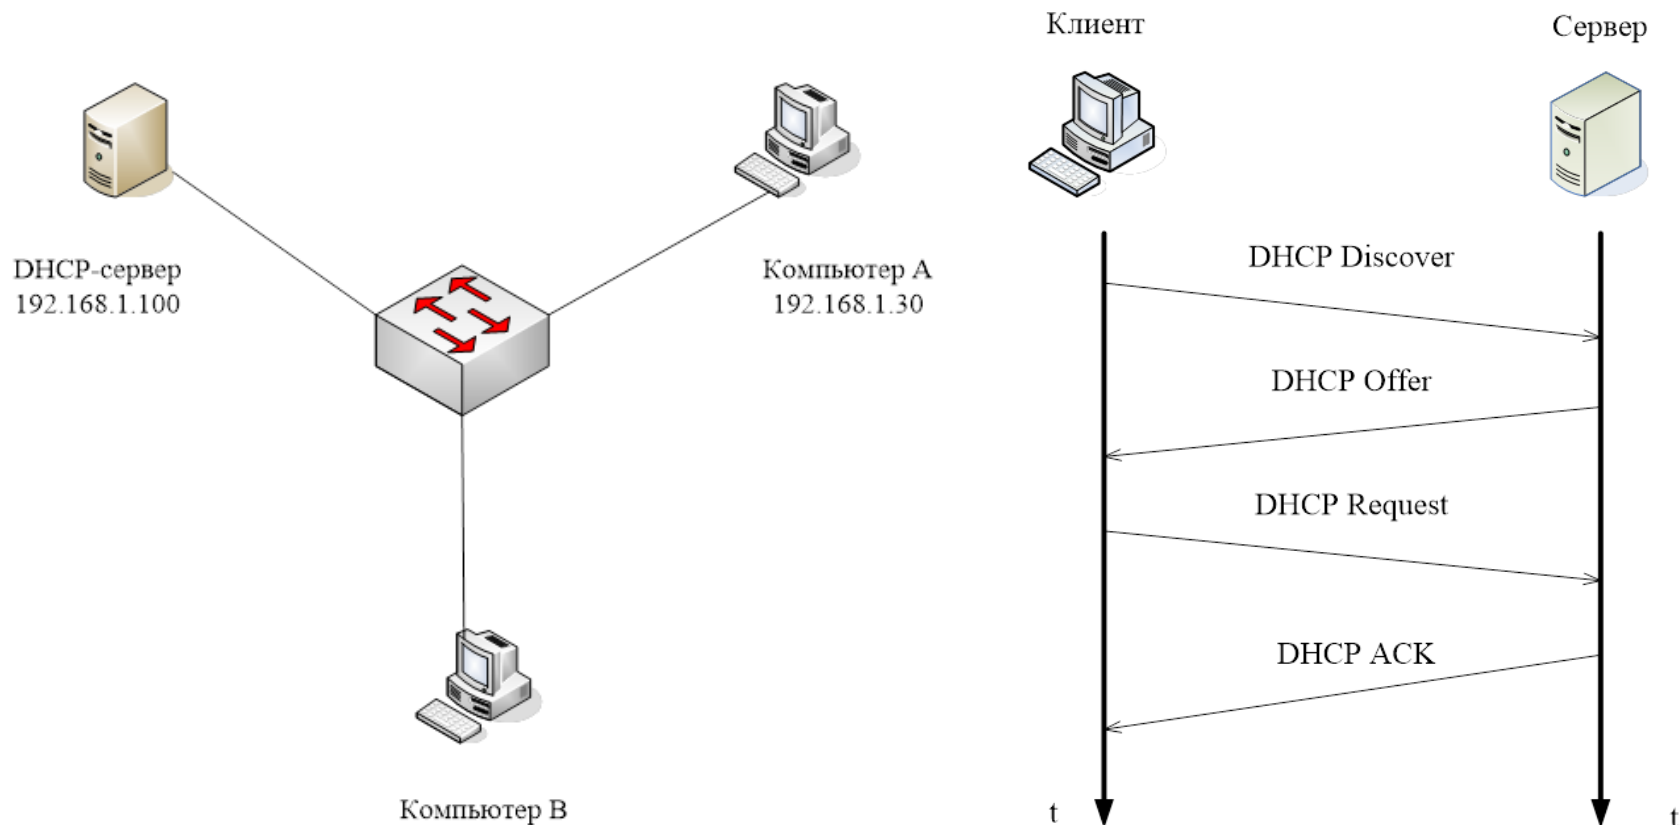 Клиент
Сервер
DHCP-сервер
192.168.1.100
Компьютер A
192.168.1.30
Компьютер B
DHCP Discover
DHCP Offer
DHCP Request
DHCP ACK
t
t